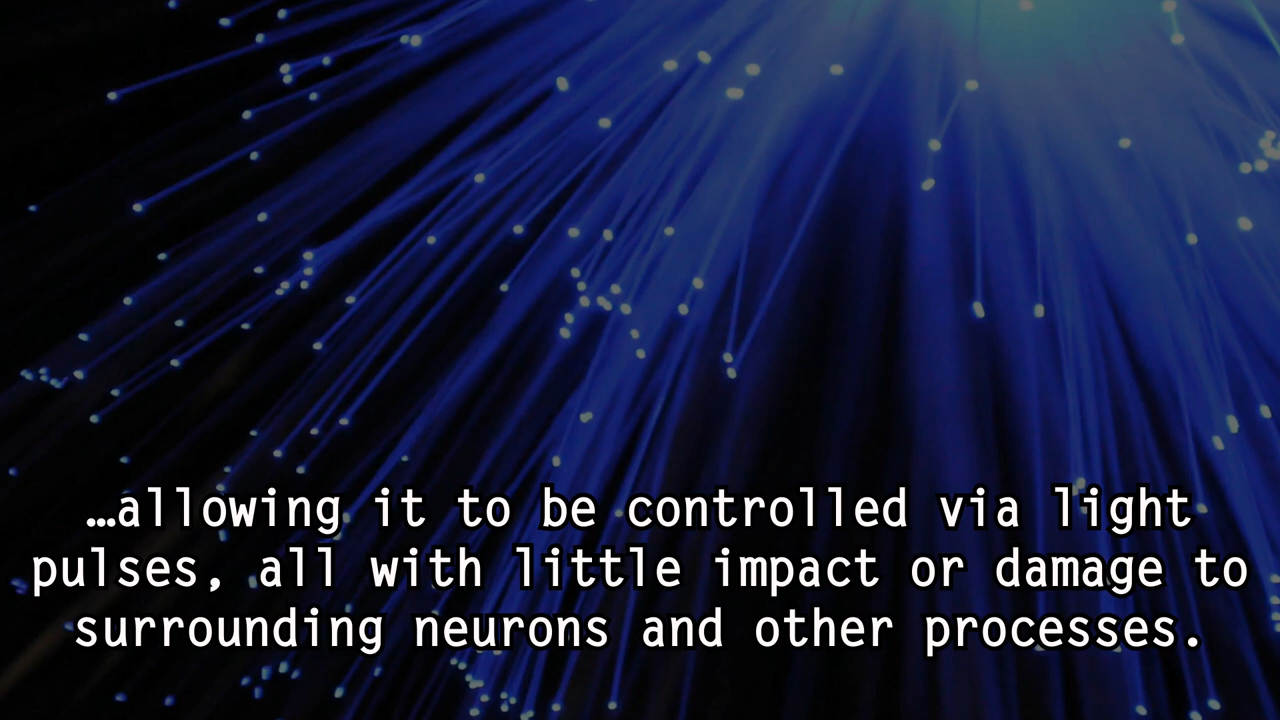 …allowing it to be controlled via light
pulses, all with little impact or damage to
surrounding neurons and other processes.